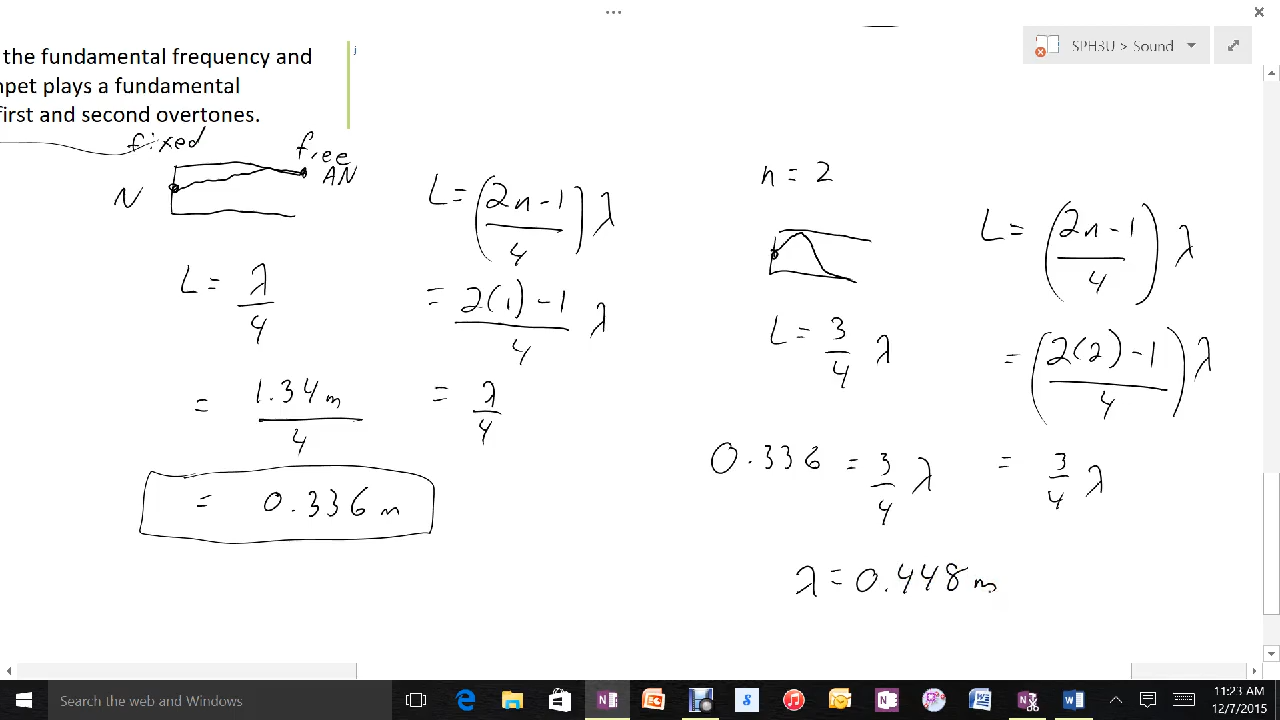 SPH3U > Sound
the fundamental frequency and
npet plays a fundamental
first and second overtones.
j
fixed
free
AN
N
L = λ/4
= 1.34m/4
= 0.336 m
L = (2n-1/4) λ
= 2(1)-1/4 λ
= λ/4
n = 2
L = 3/4 λ
0.336 = 3/4 λ
λ = 0.448 m
L = (2n-1/4) λ
= (2(2)-1/4) λ
= 3/4 λ
Search the web and Windows
11:23 AM
12/7/2015